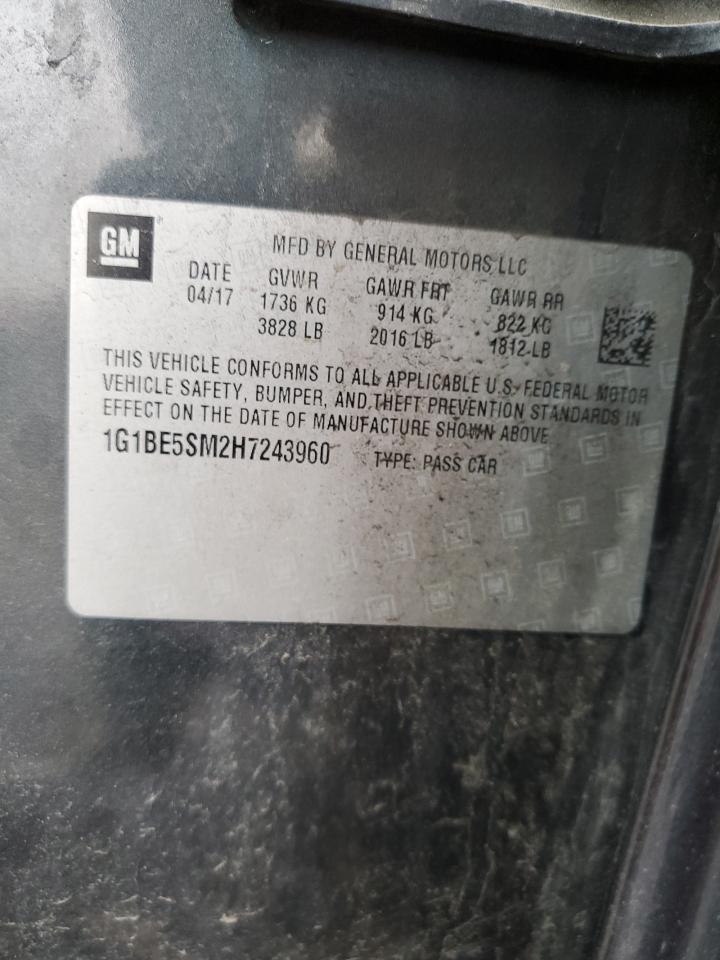 GM
MFD BY GENERAL MOTORS LLC
DATE GVWR GAWR FRT GAWR RR
04/17 1736 KG 914 KG 822 KG
3828 LB 2016 LB 1812 LB
THIS VEHICLE CONFORMS TO ALL APPLICABLE U.S. FEDERAL MOTOR
VEHICLE SAFETY, BUMPER, AND THEFT PREVENTION STANDARDS IN
EFFECT ON THE DATE OF MANUFACTURE SHOWN ABOVE
1G1BE5SM2H7243960 TYPE: PASS CAR